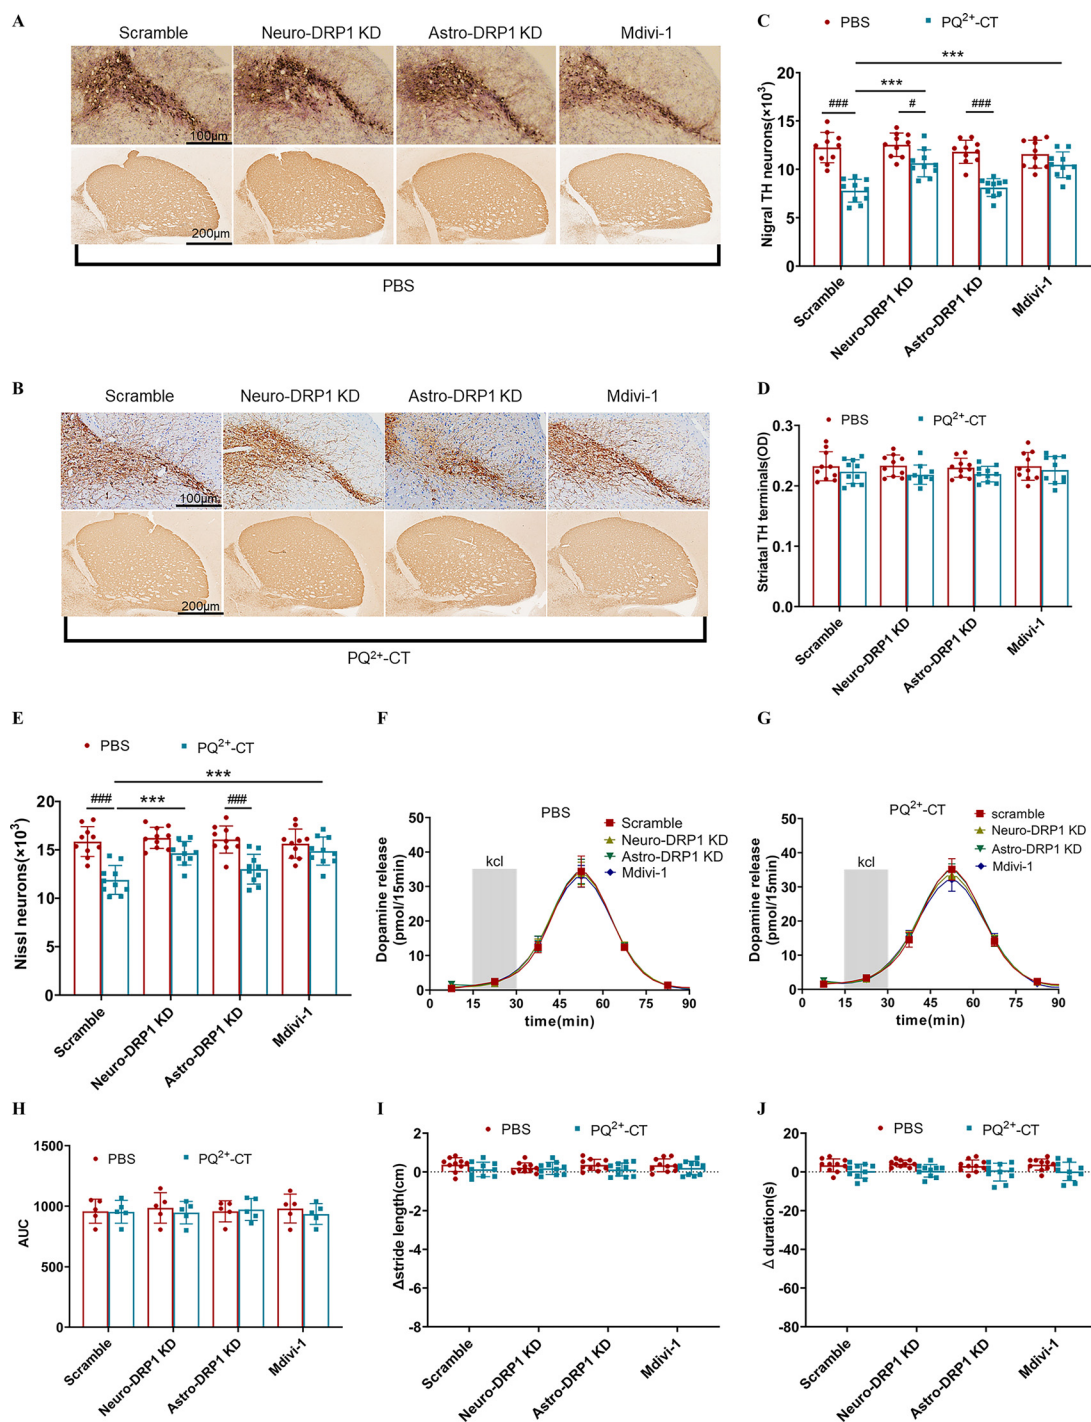 A
Scramble Neuro-DRP1 KD Astro-DRP1 KD Mdivi-1
100μm
200μm
PBS
B
Scramble Neuro-DRP1 KD Astro-DRP1 KD Mdivi-1
100μm
200μm
PQ²⁺-CT
C
PBS PQ²⁺-CT
***
***
### # ###
Nigral TH neurons(×10³)
20
15
10
5
0
Scramble
Neuro-DRP1 KD
Astro-DRP1 KD
Mdivi-1
D
PBS PQ²⁺-CT
Striatal TH terminals(OD)
0.3
0.2
0.1
0.0
Scramble
Neuro-DRP1 KD
Astro-DRP1 KD
Mdivi-1
E
PBS PQ²⁺-CT
***
### *** ###
Nissl neurons(×10³)
20
15
10
5
0
Scramble
Neuro-DRP1 KD
Astro-DRP1 KD
Mdivi-1
F
PBS
Scramble
Neuro-DRP1 KD
Astro-DRP1 KD
Mdivi-1
kcl
Dopamine release
(pmol/15min)
50
40
30
20
10
0
0 15 30 45 60 75 90
time(min)
G
PQ²⁺-CT
scramble
Neuro-DRP1 KD
Astro-DRP1 KD
Mdivi-1
kcl
Dopamine release
(pmol/15min)
50
40
30
20
10
0
0 15 30 45 60 75 90
time(min)
H
PBS PQ²⁺-CT
AUC
1500
1000
500
0
Scramble
Neuro-DRP1 KD
Astro-DRP1 KD
Mdivi-1
I
PBS PQ²⁺-CT
Δstride length(cm)
2
0
-2
-4
-6
-8
Scramble
Neuro-DRP1 KD
Astro-DRP1 KD
Mdivi-1
J
PBS PQ²⁺-CT
Δ duration(s)
20
0
-20
-40
-60
-80
Scramble
Neuro-DRP1 KD
Astro-DRP1 KD
Mdivi-1